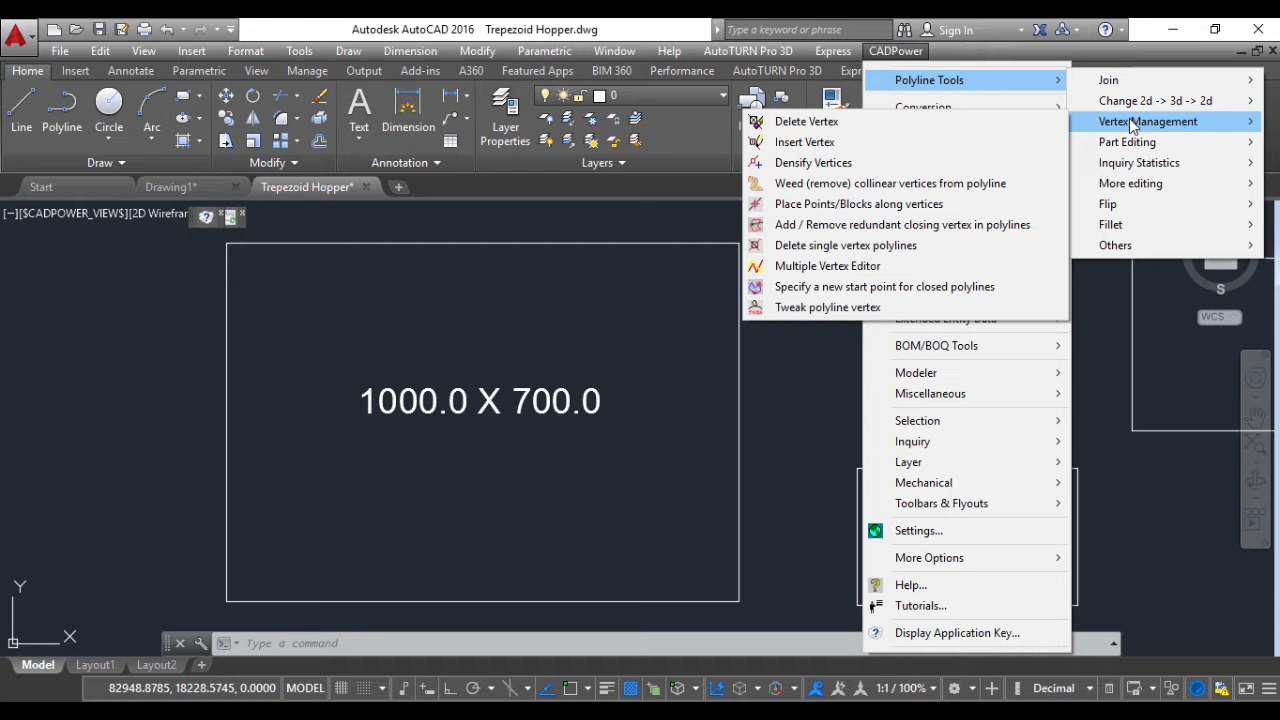 Autodesk AutoCAD 2016 Trepezoid Hopper.dwg
Type a keyword or phrase
Sign In
File Edit View Insert Format Tools Draw Dimension Modify Parametric Window Help AutoTURN Pro 3D Express CADPower
Home Insert Annotate Parametric View Manage Output Add-ins A360 Featured Apps BIM 360 Performance AutoTURN Pro 3D
Line Polyline Circle Arc Text Dimension Layer Properties 0
Draw Annotation Layers
Start Drawing1* Trepezoid Hopper*
[−][$CADPOWER_VIEW$][2D Wirefram
Polyline Tools
Conversion
BOM/BOQ Tools
Modeler
Miscellaneous
Selection
Inquiry
Layer
Mechanical
Toolbars & Flyouts
Settings...
More Options
Help...
Tutorials...
Display Application Key...
Join
Change 2d -> 3d -> 2d
Vertex Management
Part Editing
Inquiry Statistics
More editing
Flip
Fillet
Others
Delete Vertex
Insert Vertex
Densify Vertices
Weed (remove) collinear vertices from polyline
Place Points/Blocks along vertices
Add / Remove redundant closing vertex in polylines
Delete single vertex polylines
Multiple Vertex Editor
Specify a new start point for closed polylines
Tweak polyline vertex
S
WCS
1000.0 X 700.0
Y
X
Type a command
Model Layout1 Layout2
82948.8785, 18228.5745, 0.0000 MODEL 1:1 / 100% Decimal